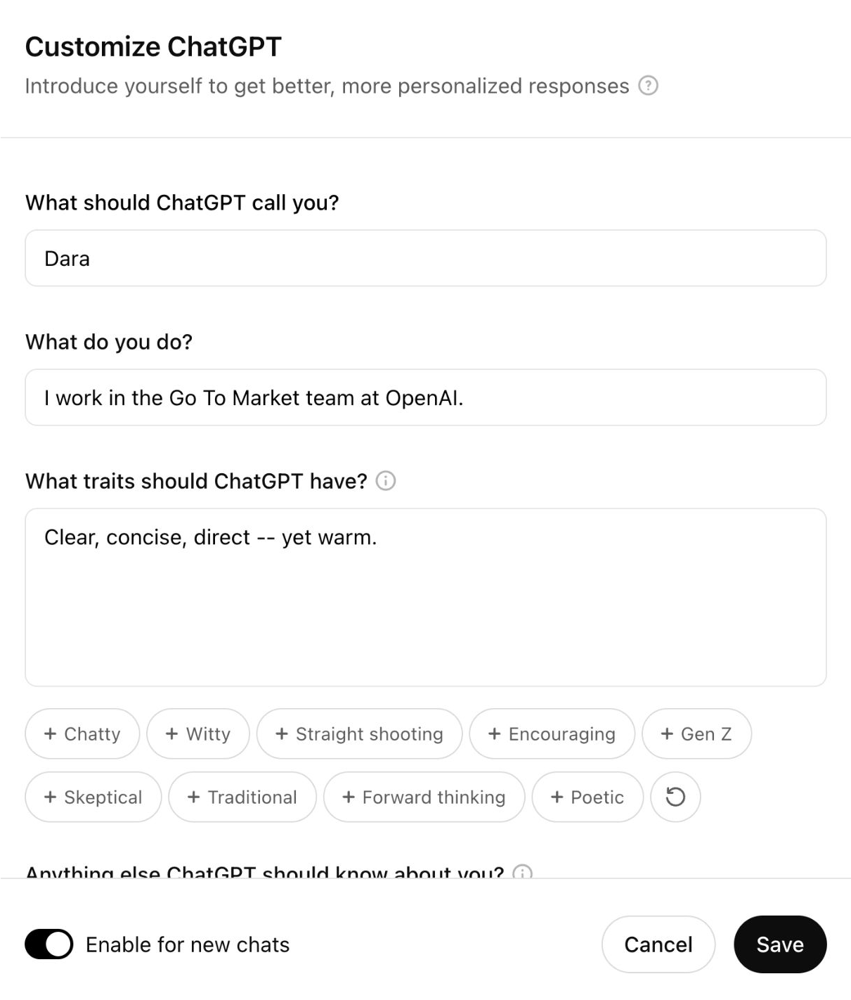 Customize ChatGPT
Introduce yourself to get better, more personalized responses
What should ChatGPT call you?
Dara
What do you do?
I work in the Go To Market team at OpenAI.
What traits should ChatGPT have?
Clear, concise, direct -- yet warm.
+ Chatty + Witty + Straight shooting + Encouraging + Gen Z
+ Skeptical + Traditional + Forward thinking + Poetic
Anything else ChatGPT should know about you?
Enable for new chats Cancel Save